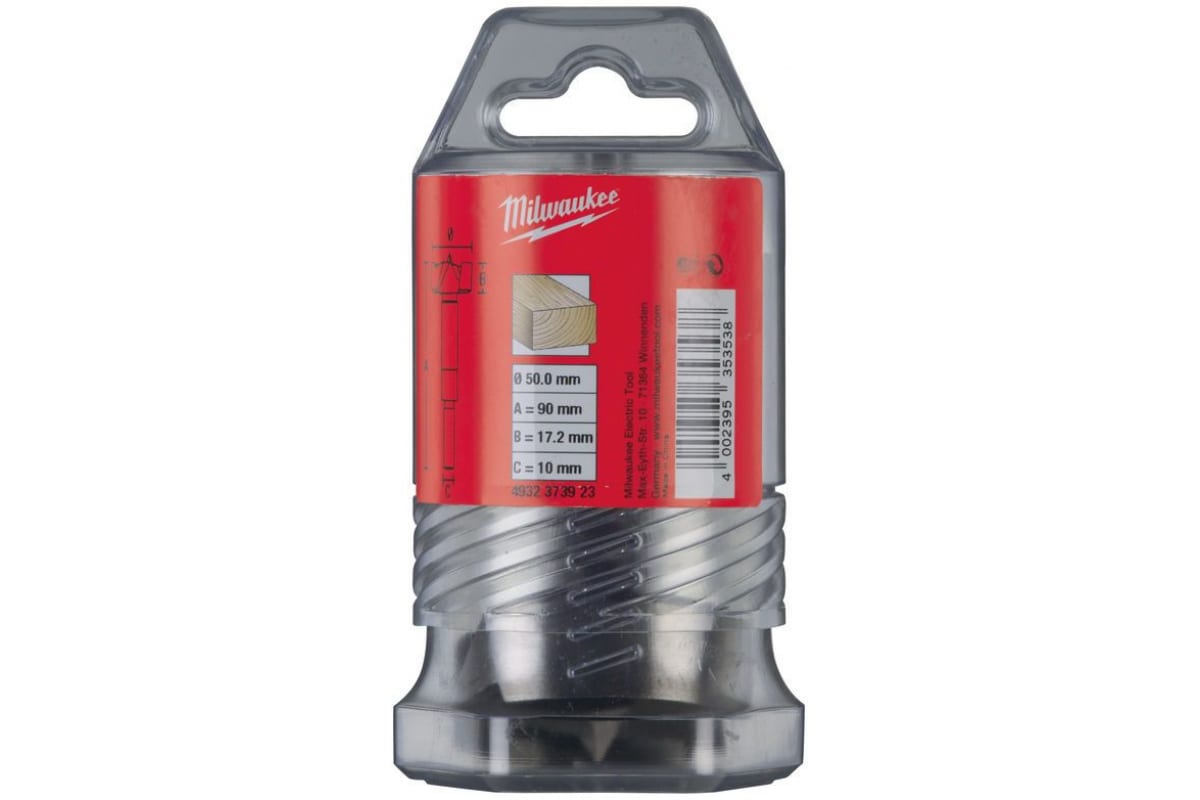 Milwaukee
Ø
A
B
A
C
Ø 50.0 mm
A = 90 mm
B = 17.2 mm
C = 10 mm
4932 3739 23
Milwaukee Electric Tool
Max-Eyth-Str. 10 · 71364 Winnenden
Germany · www.milwaukeetool.com
Made in China
4 002395 353538